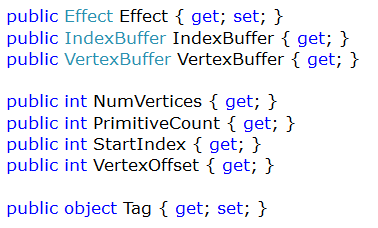 public Effect Effect { get; set; }
public IndexBuffer IndexBuffer { get; }
public VertexBuffer VertexBuffer { get; }
public int NumVertices { get; }
public int PrimitiveCount { get; }
public int StartIndex { get; }
public int VertexOffset { get; }
public object Tag { get; set; }